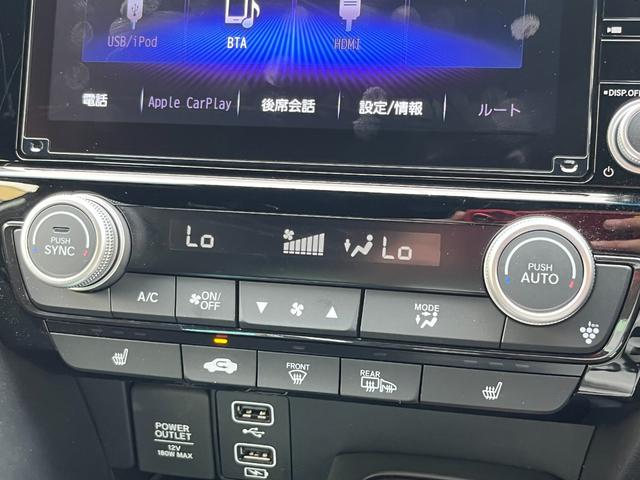 USB/iPod BTA HDMI
電話 Apple CarPlay 後席会話 設定/情報 ルート
DISP.OFF
PUSH
SYNC
Lo
Lo
PUSH
AUTO
A/C
ON/
OFF
MODE
FRONT
REAR
POWER
OUTLET
12V
180W MAX